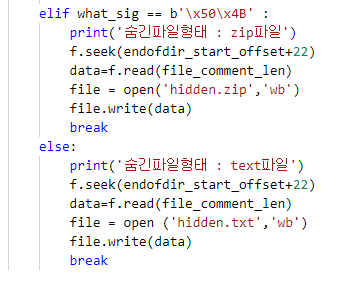 elif what_sig == b'\x50\x4B' :
    print('숨긴파일형태 : zip파일')
    f.seek(endofdir_start_offset+22)
    data=f.read(file_comment_len)
    file = open('hidden.zip','wb')
    file.write(data)
    break
else:
    print('숨긴파일형태 : text파일')
    f.seek(endofdir_start_offset+22)
    data=f.read(file_comment_len)
    file = open ('hidden.txt','wb')
    file.write(data)
    break